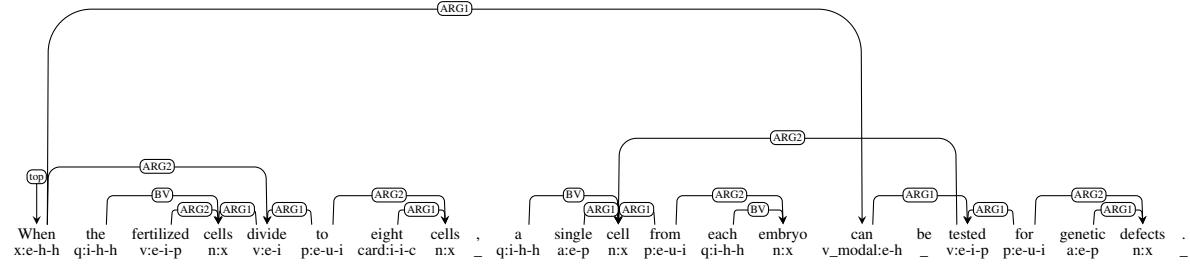 ARG1
ARG2
top ARG2
BV ARG2 BV ARG2 ARG1 ARG2
ARG2 ARG1 ARG1 ARG1 ARG1 ARG1 BV ARG1 ARG1
When the fertilized cells divide to eight cells , a single cell from each embryo can be tested for genetic defects .
x:e-h-h q:i-h-h v:e-i-p n:x v:e-i p:e-u-i card:i-i-c n:x _ q:i-h-h a:e-p n:x p:e-u-i q:i-h-h n:x v_modal:e-h _ v:e-i-p p:e-u-i a:e-p n:x _